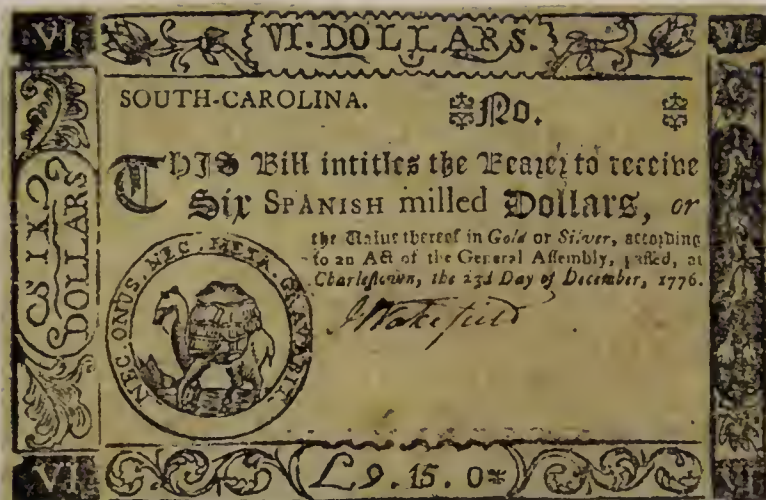 VI
VI. DOLLARS.
VI
SOUTH-CAROLINA.
No.
THIS Bill intitles the Bearer to receive
Six SPANISH milled Dollars, or
the Value thereof in Gold or Silver, according
to an Act of the General Assembly, passed, at
Charlestown, the 23d Day of December, 1776.
J Wakefield
SIX
DOLLARS
NEC. ONUS. NEC. META. GRAVABIT
VI
L9.15.0*